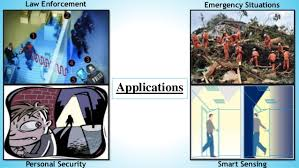 Law Enforcement
Emergency Situations
Applications
Personal Security
Smart Sensing